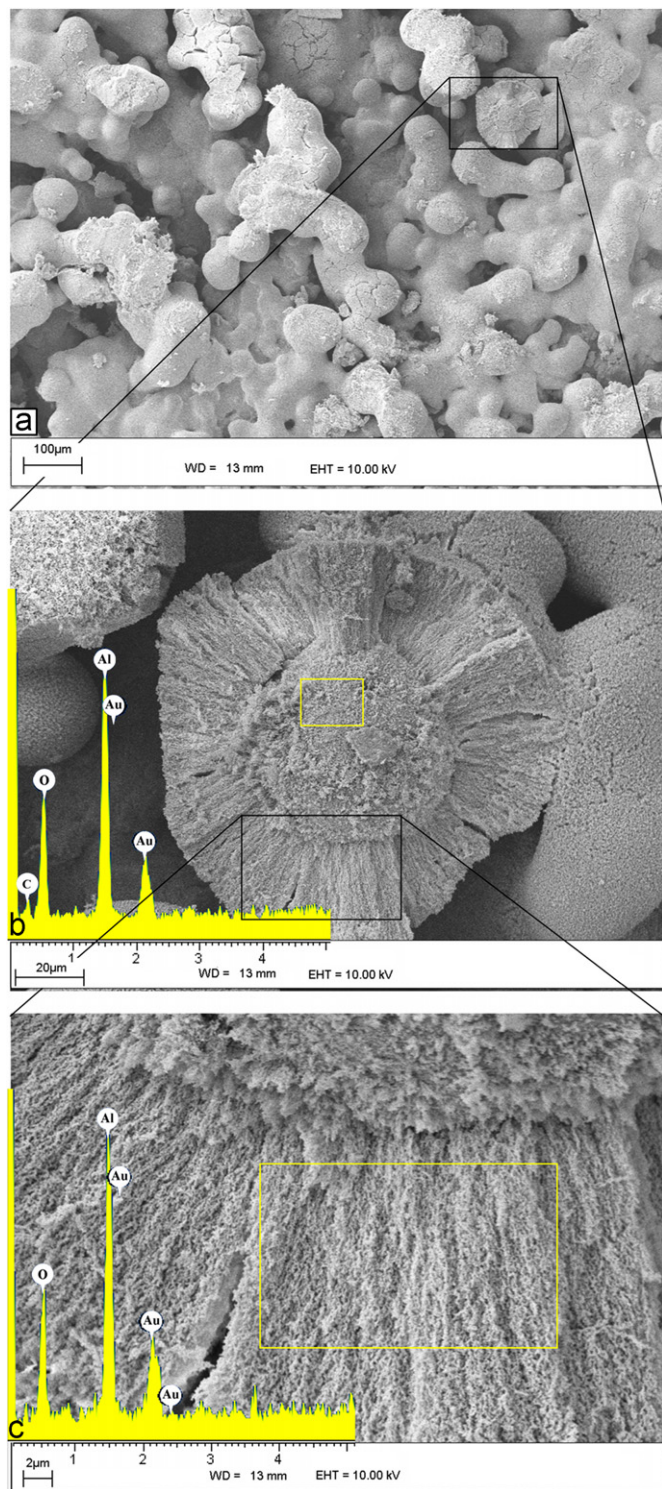 a
100µm
WD = 13 mm EHT = 10.00 kV
Al
Au
O
Au
C
b
1 2 3 4
20µm
WD = 13 mm EHT = 10.00 kV
Al
Au
O
Au
Au
c
1 2 3 4 5
2µm
WD = 13 mm EHT = 10.00 kV